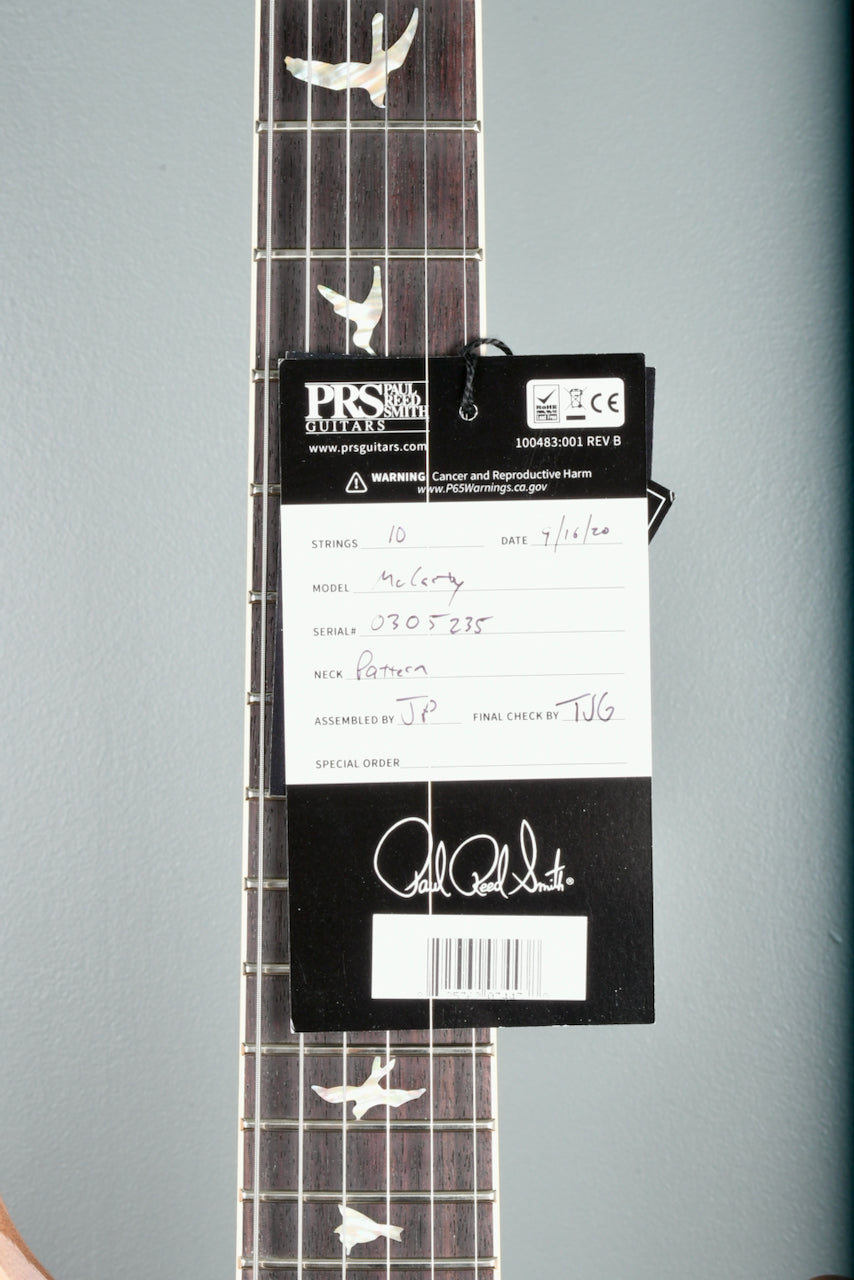 PRS PAUL REED SMITH
GUITARS
www.prsguitars.com
RoHS CE
100483:001 REV B
WARNING: Cancer and Reproductive Harm
www.P65Warnings.ca.gov
STRINGS 10 DATE 9/16/20
MODEL McCarty
SERIAL# 0305235
NECK Pattern
ASSEMBLED BY JP FINAL CHECK BY TJG
SPECIAL ORDER
Paul Reed Smith®